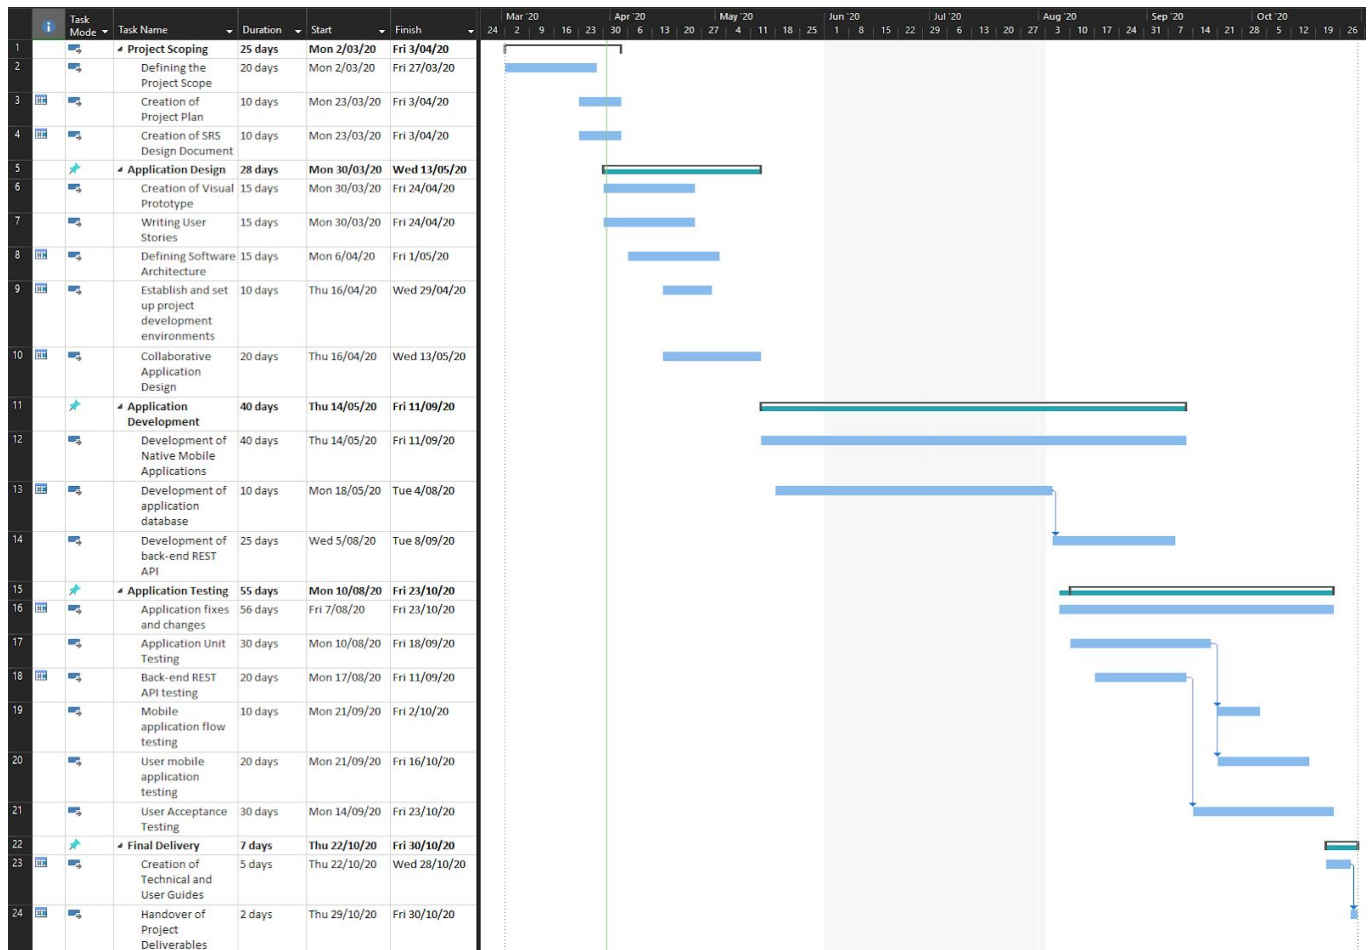 Task Mode Task Name Duration Start Finish
Mar '20 Apr '20 May '20 Jun '20 Jul '20 Aug '20 Sep '20 Oct '20
24 2 9 16 23 30 6 13 20 27 4 11 18 25 1 8 15 22 29 6 13 20 27 3 10 17 24 31 7 14 21 28 5 12 19 26
1 Project Scoping 25 days Mon 2/03/20 Fri 3/04/20
2 Defining the 20 days Mon 2/03/20 Fri 27/03/20
Project Scope
3 Creation of 10 days Mon 23/03/20 Fri 3/04/20
Project Plan
4 Creation of SRS 10 days Mon 23/03/20 Fri 3/04/20
Design Document
5 Application Design 28 days Mon 30/03/20 Wed 13/05/20
6 Creation of Visual 15 days Mon 30/03/20 Fri 24/04/20
Prototype
7 Writing User 15 days Mon 30/03/20 Fri 24/04/20
Stories
8 Defining Software 15 days Mon 6/04/20 Fri 1/05/20
Architecture
9 Establish and set 10 days Thu 16/04/20 Wed 29/04/20
up project
development
environments
10 Collaborative 20 days Thu 16/04/20 Wed 13/05/20
Application
Design
11 Application 40 days Thu 14/05/20 Fri 11/09/20
Development
12 Development of 40 days Thu 14/05/20 Fri 11/09/20
Native Mobile
Applications
13 Development of 10 days Mon 18/05/20 Tue 4/08/20
application
database
14 Development of 25 days Wed 5/08/20 Tue 8/09/20
back-end REST
API
15 Application Testing 55 days Mon 10/08/20 Fri 23/10/20
16 Application fixes 56 days Fri 7/08/20 Fri 23/10/20
and changes
17 Application Unit 30 days Mon 10/08/20 Fri 18/09/20
Testing
18 Back-end REST 20 days Mon 17/08/20 Fri 11/09/20
API testing
19 Mobile 10 days Mon 21/09/20 Fri 2/10/20
application flow
testing
20 User mobile 20 days Mon 21/09/20 Fri 16/10/20
application
testing
21 User Acceptance 30 days Mon 14/09/20 Fri 23/10/20
Testing
22 Final Delivery 7 days Thu 22/10/20 Fri 30/10/20
23 Creation of 5 days Thu 22/10/20 Wed 28/10/20
Technical and
User Guides
24 Handover of 2 days Thu 29/10/20 Fri 30/10/20
Project
Deliverables